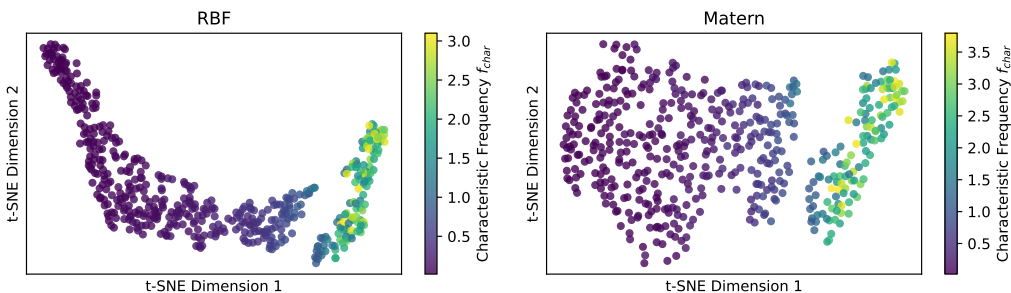 RBF
t-SNE Dimension 2
t-SNE Dimension 1
3.0
2.5
2.0
1.5
1.0
0.5
Characteristic Frequency f_char
Matern
t-SNE Dimension 2
t-SNE Dimension 1
3.5
3.0
2.5
2.0
1.5
1.0
0.5
Characteristic Frequency f_char